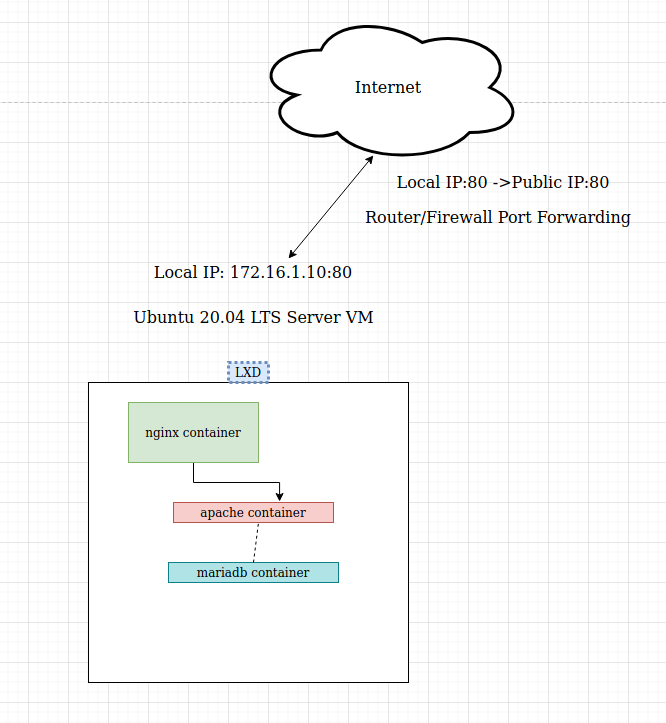 Internet
Local IP:80 ->Public IP:80
Router/Firewall Port Forwarding
Local IP: 172.16.1.10:80
Ubuntu 20.04 LTS Server VM
LXD
nginx container
apache container
mariadb container